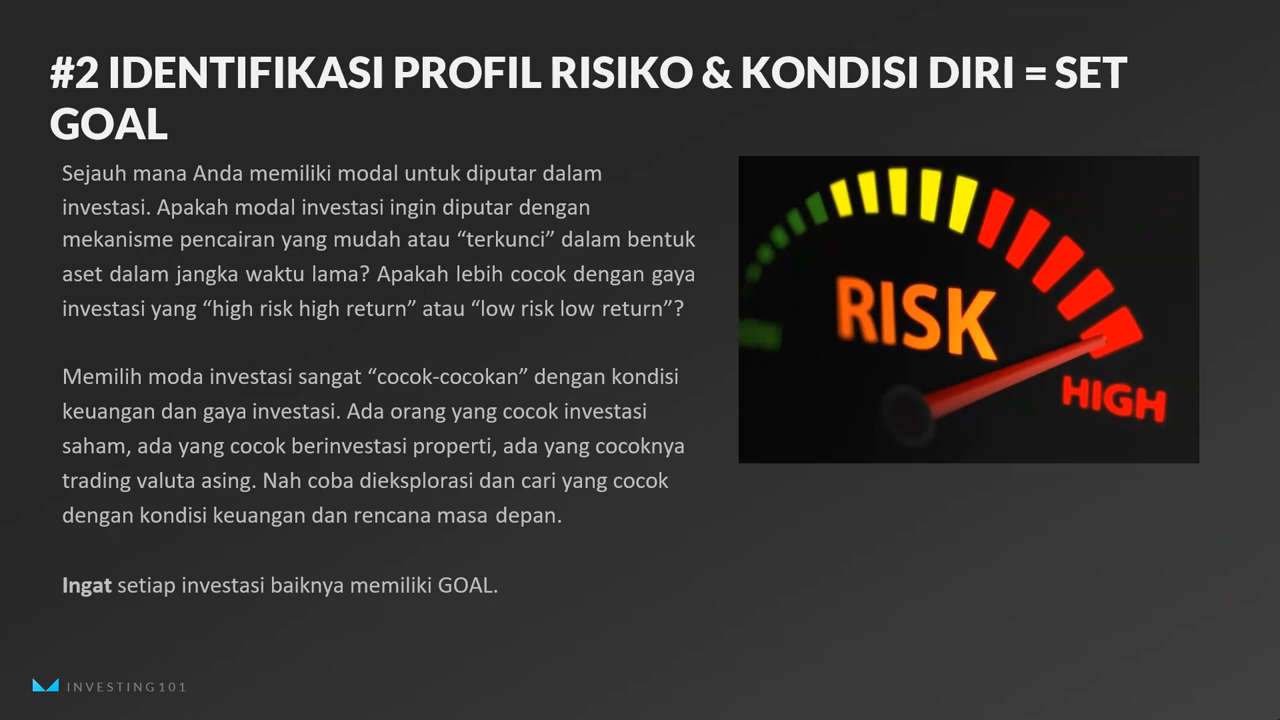 #2 IDENTIFIKASI PROFIL RISIKO & KONDISI DIRI = SET
GOAL
Sejauh mana Anda memiliki modal untuk diputar dalam
investasi. Apakah modal investasi ingin diputar dengan
mekanisme pencairan yang mudah atau “terkunci” dalam bentuk
aset dalam jangka waktu lama? Apakah lebih cocok dengan gaya
investasi yang “high risk high return” atau “low risk low return”?
Memilih moda investasi sangat “cocok-cocokan” dengan kondisi
keuangan dan gaya investasi. Ada orang yang cocok investasi
saham, ada yang cocok berinvestasi properti, ada yang cocoknya
trading valuta asing. Nah coba dieksplorasi dan cari yang cocok
dengan kondisi keuangan dan rencana masa depan.
Ingat setiap investasi baiknya memiliki GOAL.
RISK
HIGH
INVESTING101